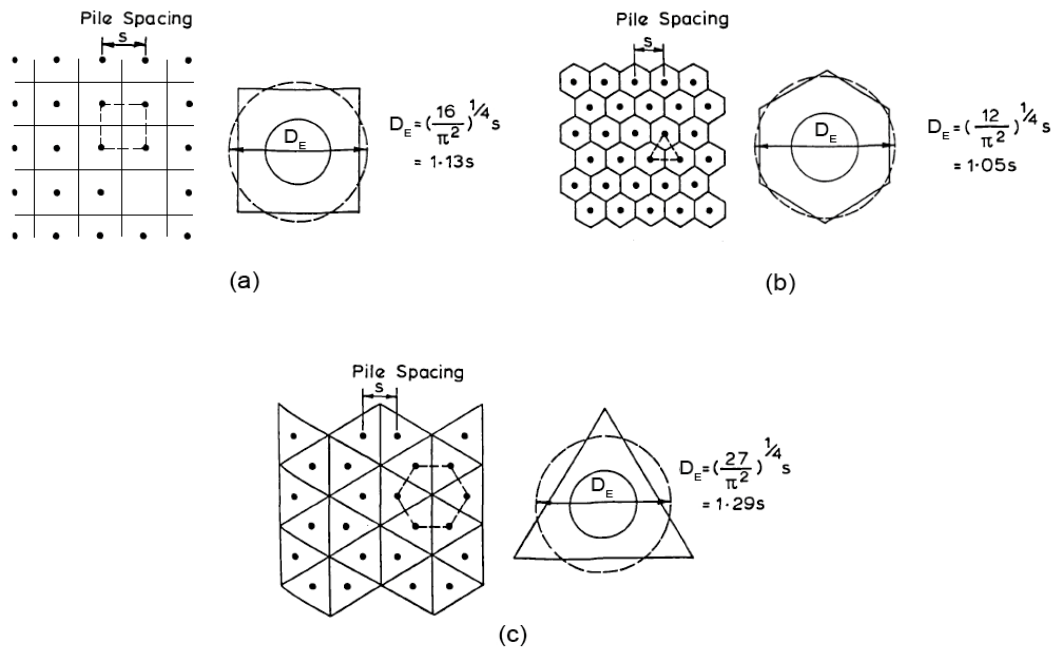 Pile Spacing
s
D_E
D_E = (16/π²)^1/4 s
= 1·13s
(a)
Pile Spacing
s
D_E
D_E = (12/π²)^1/4 s
= 1·05s
(b)
Pile Spacing
s
D_E
D_E = (27/π²)^1/4 s
= 1·29s
(c)